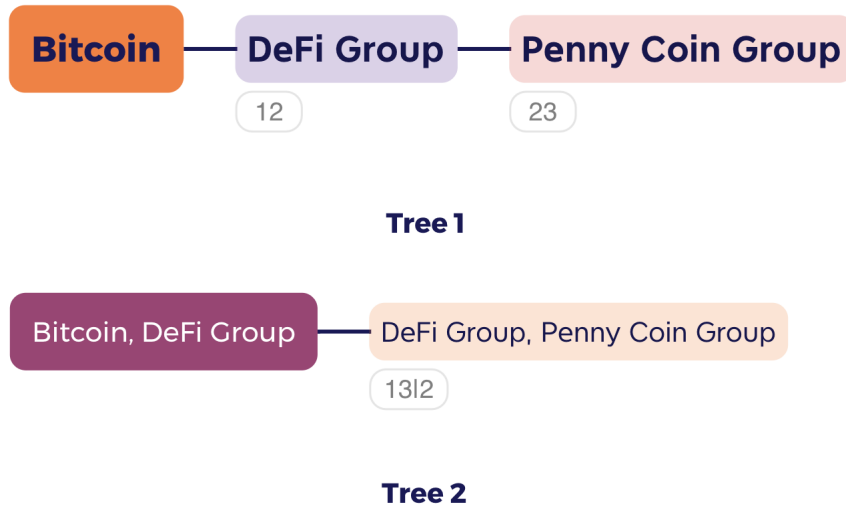 Bitcoin DeFi Group Penny Coin Group
12 23
Tree 1
Bitcoin, DeFi Group DeFi Group, Penny Coin Group
13|2
Tree 2